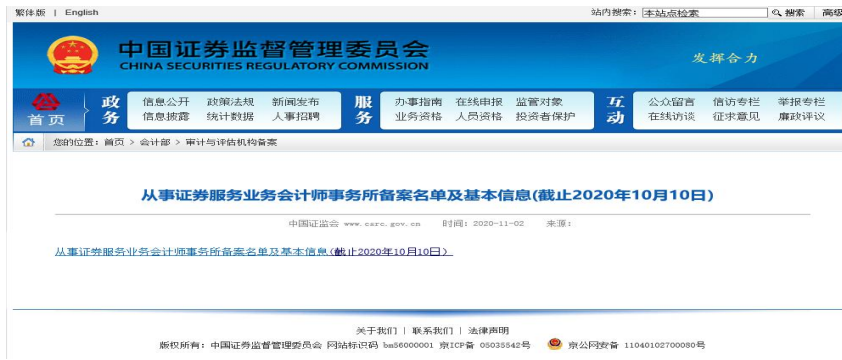 繁体版 | English 站内搜索: 本站点检索 搜索 高级
中国证券监督管理委员会 发挥合力
CHINA SECURITIES REGULATORY COMMISSION
首页 政务 信息公开 政策法规 新闻发布 服务 办事指南 在线申报 监管对象 互动 公众留言 信访专栏 举报专栏
信息披露 统计数据 人事招聘 业务资格 人员资格 投资者保护 在线访谈 征求意见 廉政评议
您的位置: 首页 > 会计部 > 审计与评估机构备案
从事证券服务业务会计师事务所备案名单及基本信息(截止2020年10月10日)
中国证监会 www.csrc.gov.cn 时间: 2020-11-02 来源:
从事证券服务业务会计师事务所备案名单及基本信息(截止2020年10月10日)
关于我们 | 联系我们 | 法律声明
版权所有: 中国证券监督管理委员会 网站标识码 bm56000001 京ICP备 05035542号 京公网安备 11040102700080号